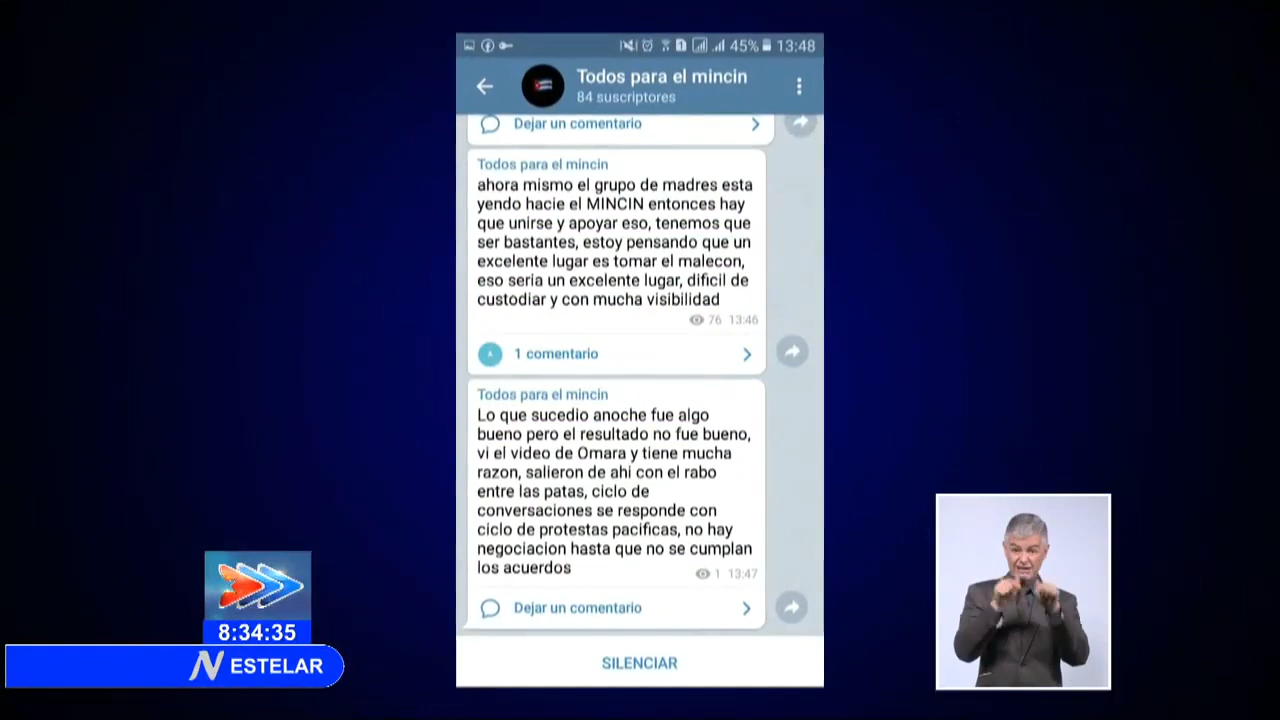 45% 13:48
Todos para el mincin
84 suscriptores
Dejar un comentario
Todos para el mincin
ahora mismo el grupo de madres esta
yendo hacie el MINCIN entonces hay
que unirse y apoyar eso, tenemos que
ser bastantes, estoy pensando que un
excelente lugar es tomar el malecon,
eso seria un excelente lugar, dificil de
custodiar y con mucha visibilidad
76 13:46
1 comentario
Todos para el mincin
Lo que sucedio anoche fue algo
bueno pero el resultado no fue bueno,
vi el video de Omara y tiene mucha
razon, salieron de ahi con el rabo
entre las patas, ciclo de
conversaciones se responde con
ciclo de protestas pacificas, no hay
negociacion hasta que no se cumplan
los acuerdos
1 13:47
Dejar un comentario
SILENCIAR
8:34:35
N ESTELAR